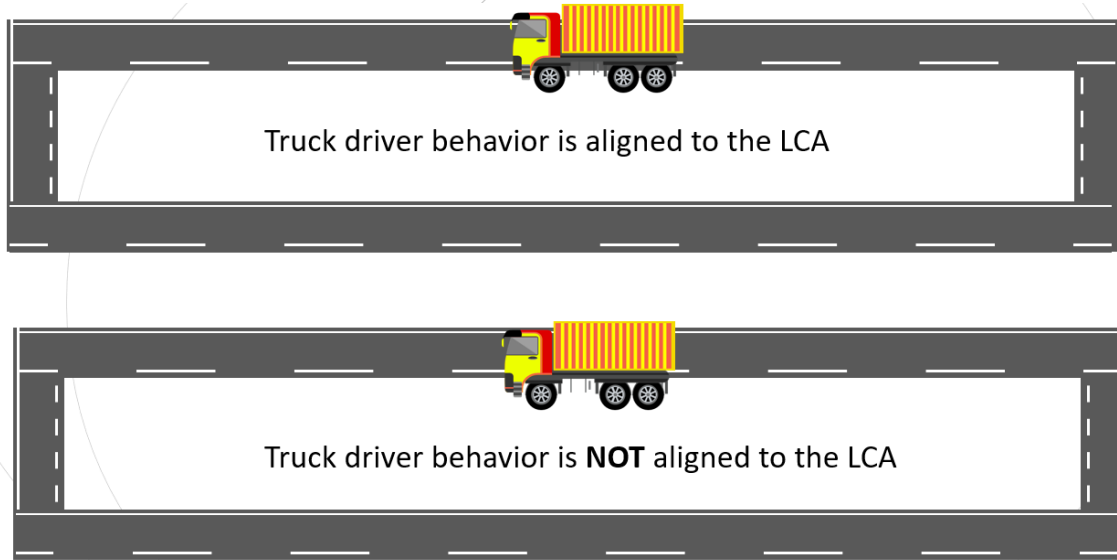 Truck driver behavior is aligned to the LCA
Truck driver behavior is NOT aligned to the LCA